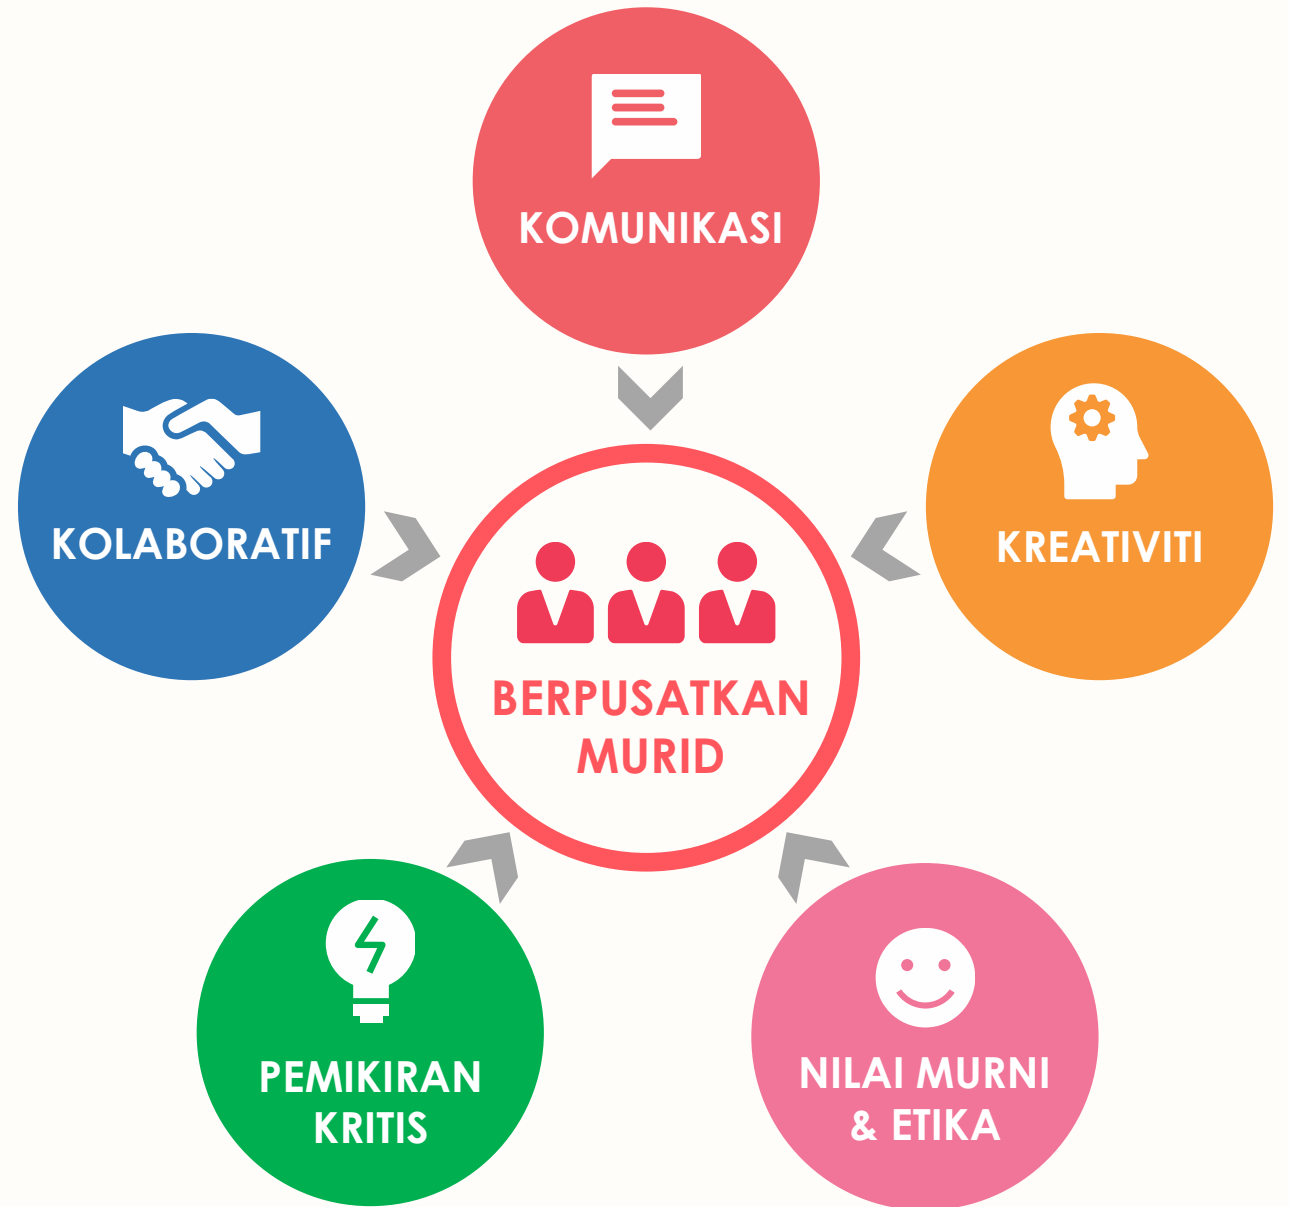 KOMUNIKASI
KOLABORATIF
KREATIVITI
BERPUSATKAN
MURID
PEMIKIRAN
KRITIS
NILAI MURNI
& ETIKA